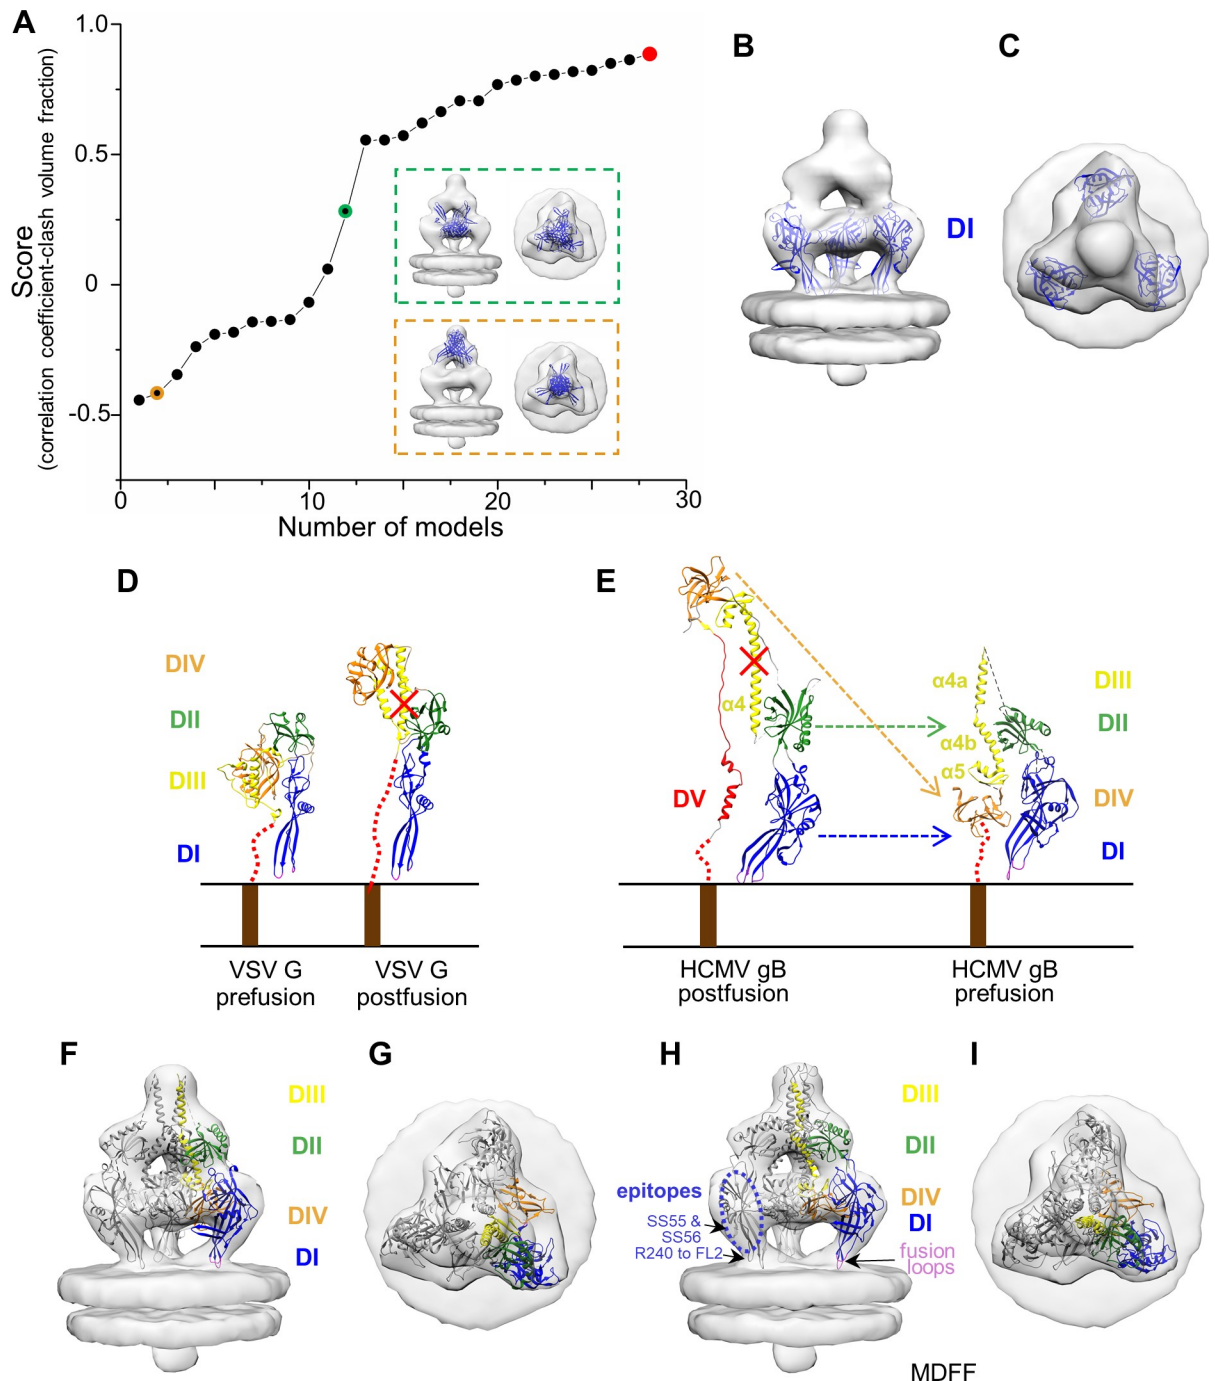 A
1.0
0.5
0
-0.5
Score
(correlation coefficient-clash volume fraction)
0
10
20
30
Number of models
B
DI
C
D
DIV
DII
DIII
DI
VSV G
prefusion
VSV G
postfusion
E
α4
DV
α4a
α4b
α5
DIII
DII
DIV
DI
HCMV gB
postfusion
HCMV gB
prefusion
F
DIII
DII
DIV
DI
G
H
epitopes
SS55 &
SS56
R240 to FL2
DIII
DII
DIV
DI
fusion
loops
I
MDFF